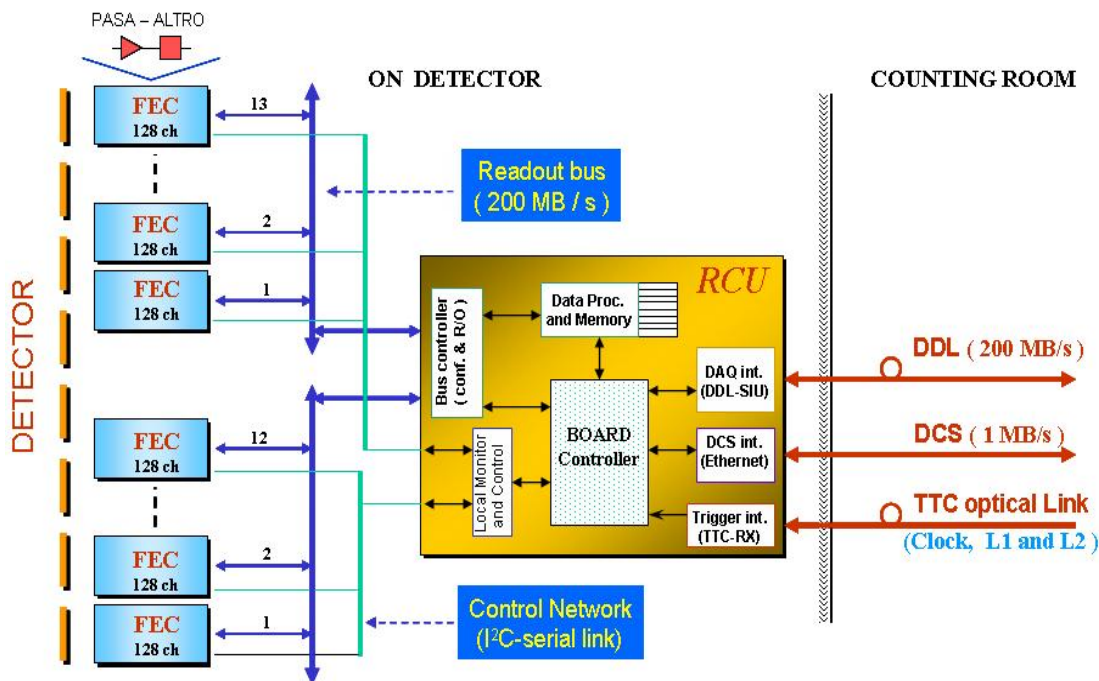 PASA – ALTRO
ON DETECTOR
COUNTING ROOM
FEC
128 ch
13
Readout bus
( 200 MB / s )
FEC
128 ch
2
FEC
128 ch
1
DETECTOR
RCU
Bus controller
( conf. & R/O )
Data Proc.
and Memory
DAQ int.
(DDL-SIU)
DDL ( 200 MB/s )
BOARD
Controller
DCS int.
(Ethernet)
DCS ( 1 MB/s )
Local Monitor
and Control
Trigger int.
(TTC-RX)
TTC optical Link
(Clock, L1 and L2 )
FEC
128 ch
12
FEC
128 ch
2
Control Network
(I²C-serial link)
FEC
128 ch
1